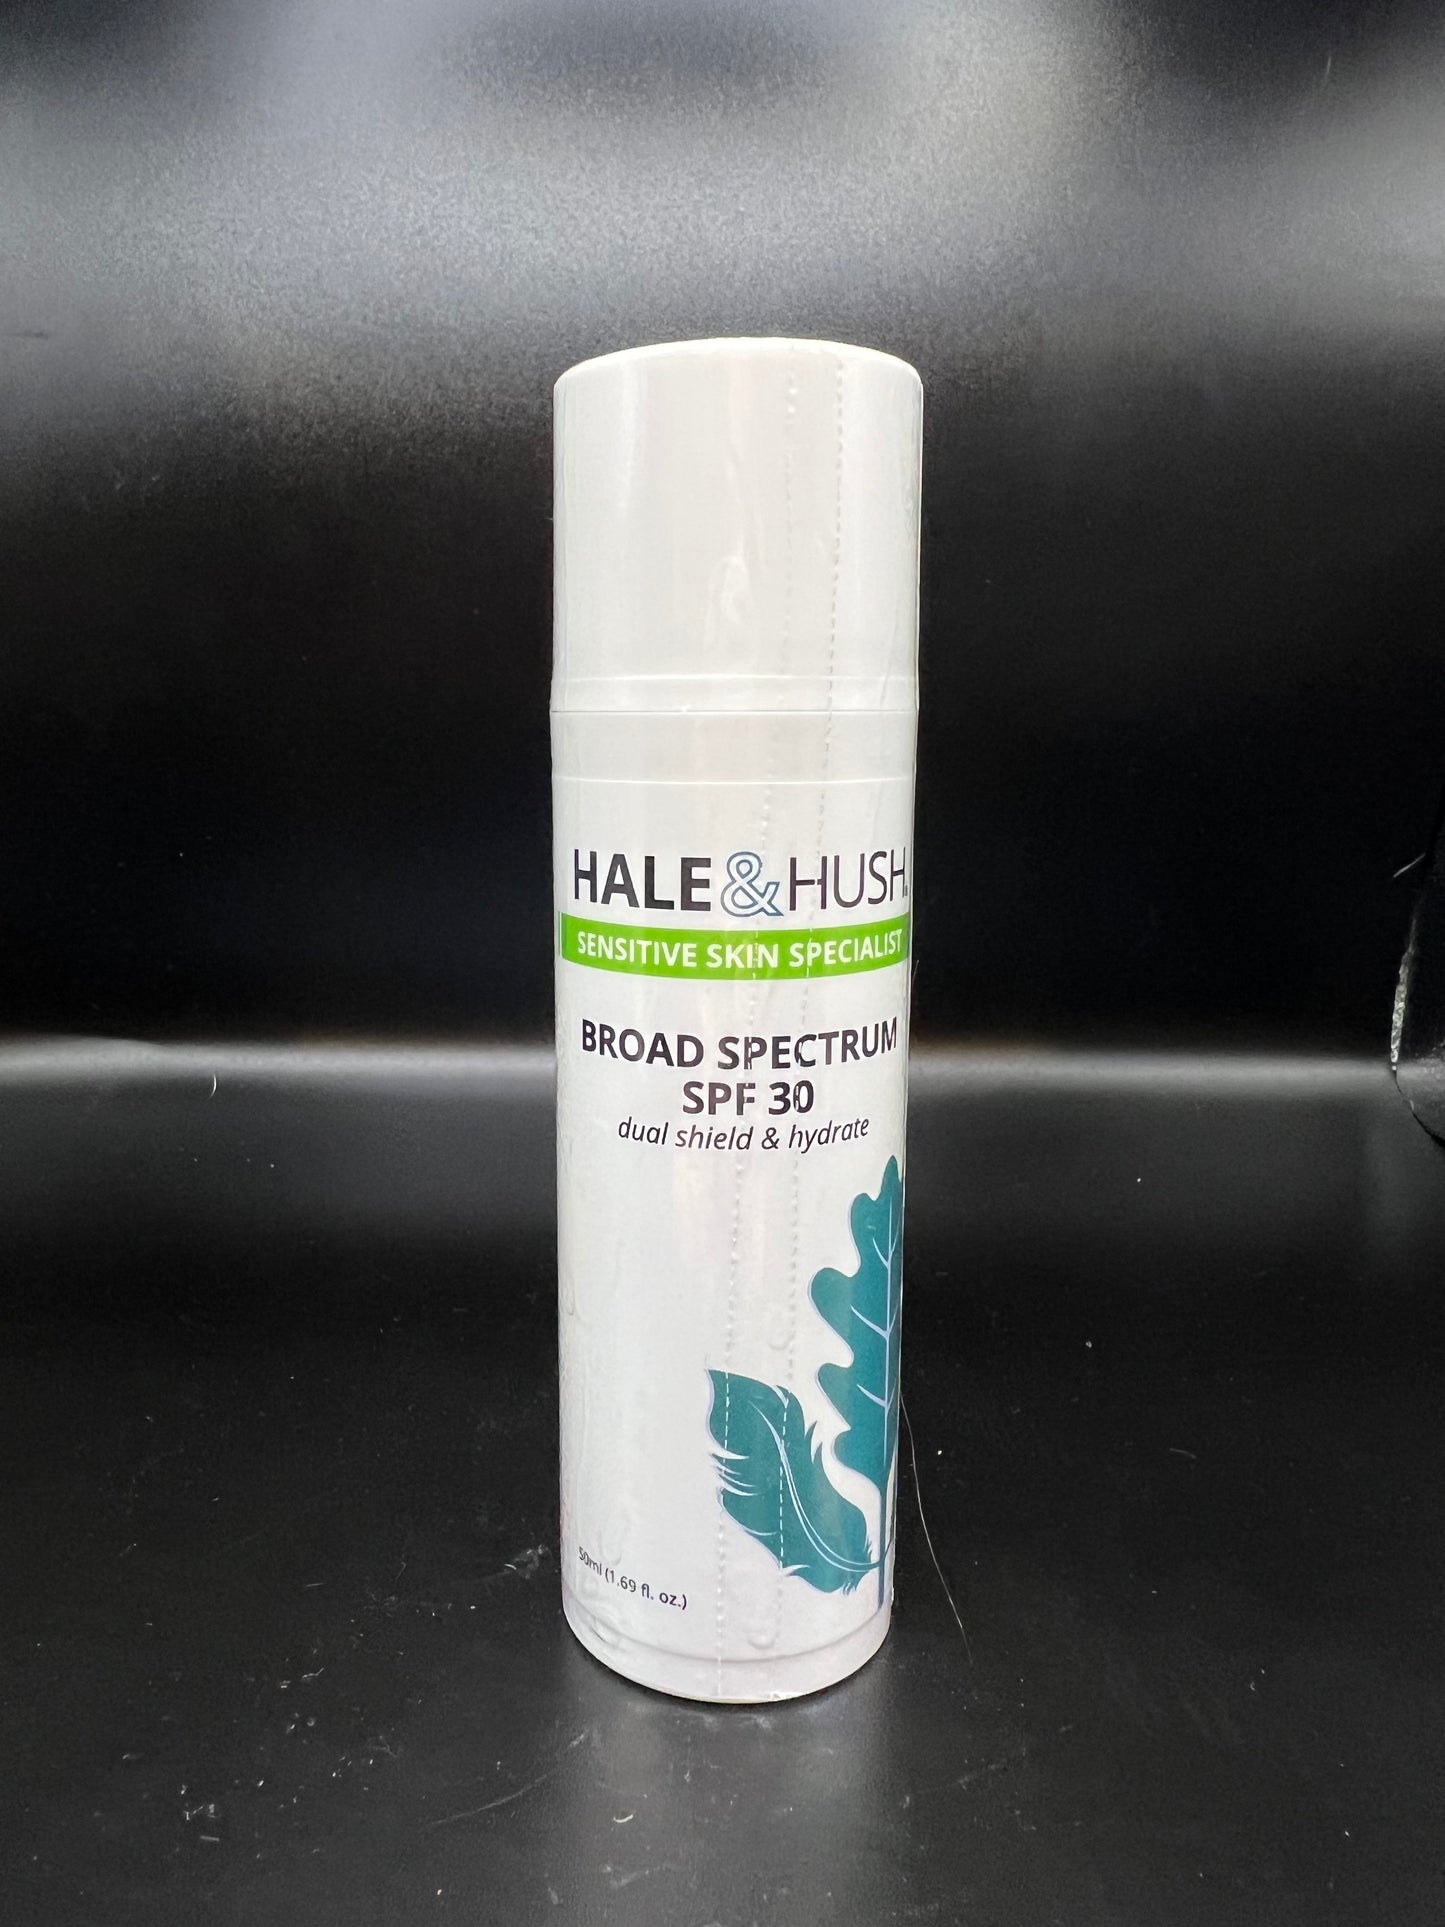 HALE & HUSH
SENSITIVE SKIN SPECIALIST
BROAD SPECTRUM
SPF 30
dual shield & hydrate
50ml (1.69 fl. oz.)